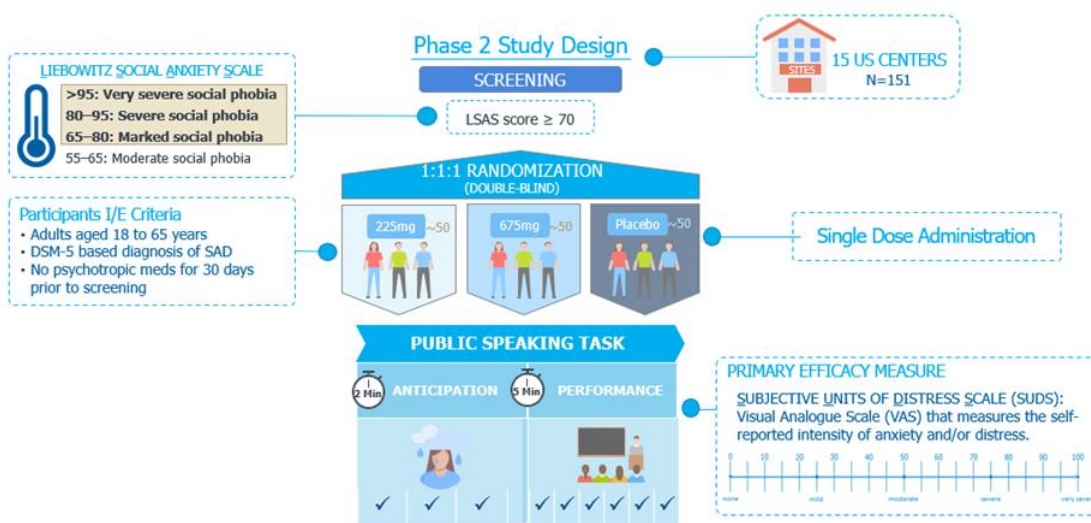 Phase 2 Study Design
SCREENING
LSAS score ≥ 70
15 US CENTERS
N=151
SITES
LIEBOWITZ SOCIAL ANXIETY SCALE
>95: Very severe social phobia
80–95: Severe social phobia
65–80: Marked social phobia
55–65: Moderate social phobia
1:1:1 RANDOMIZATION
(DOUBLE-BLIND)
225mg ~50
675mg ~50
Placebo ~50
Participants I/E Criteria
• Adults aged 18 to 65 years
• DSM-5 based diagnosis of SAD
• No psychotropic meds for 30 days
prior to screening
Single Dose Administration
PUBLIC SPEAKING TASK
2 Min ANTICIPATION
5 Min PERFORMANCE
PRIMARY EFFICACY MEASURE
SUBJECTIVE UNITS OF DISTRESS SCALE (SUDS):
Visual Analogue Scale (VAS) that measures the self-
reported intensity of anxiety and/or distress.
0 10 20 30 40 50 60 70 80 90 100
none mild moderate severe very severe